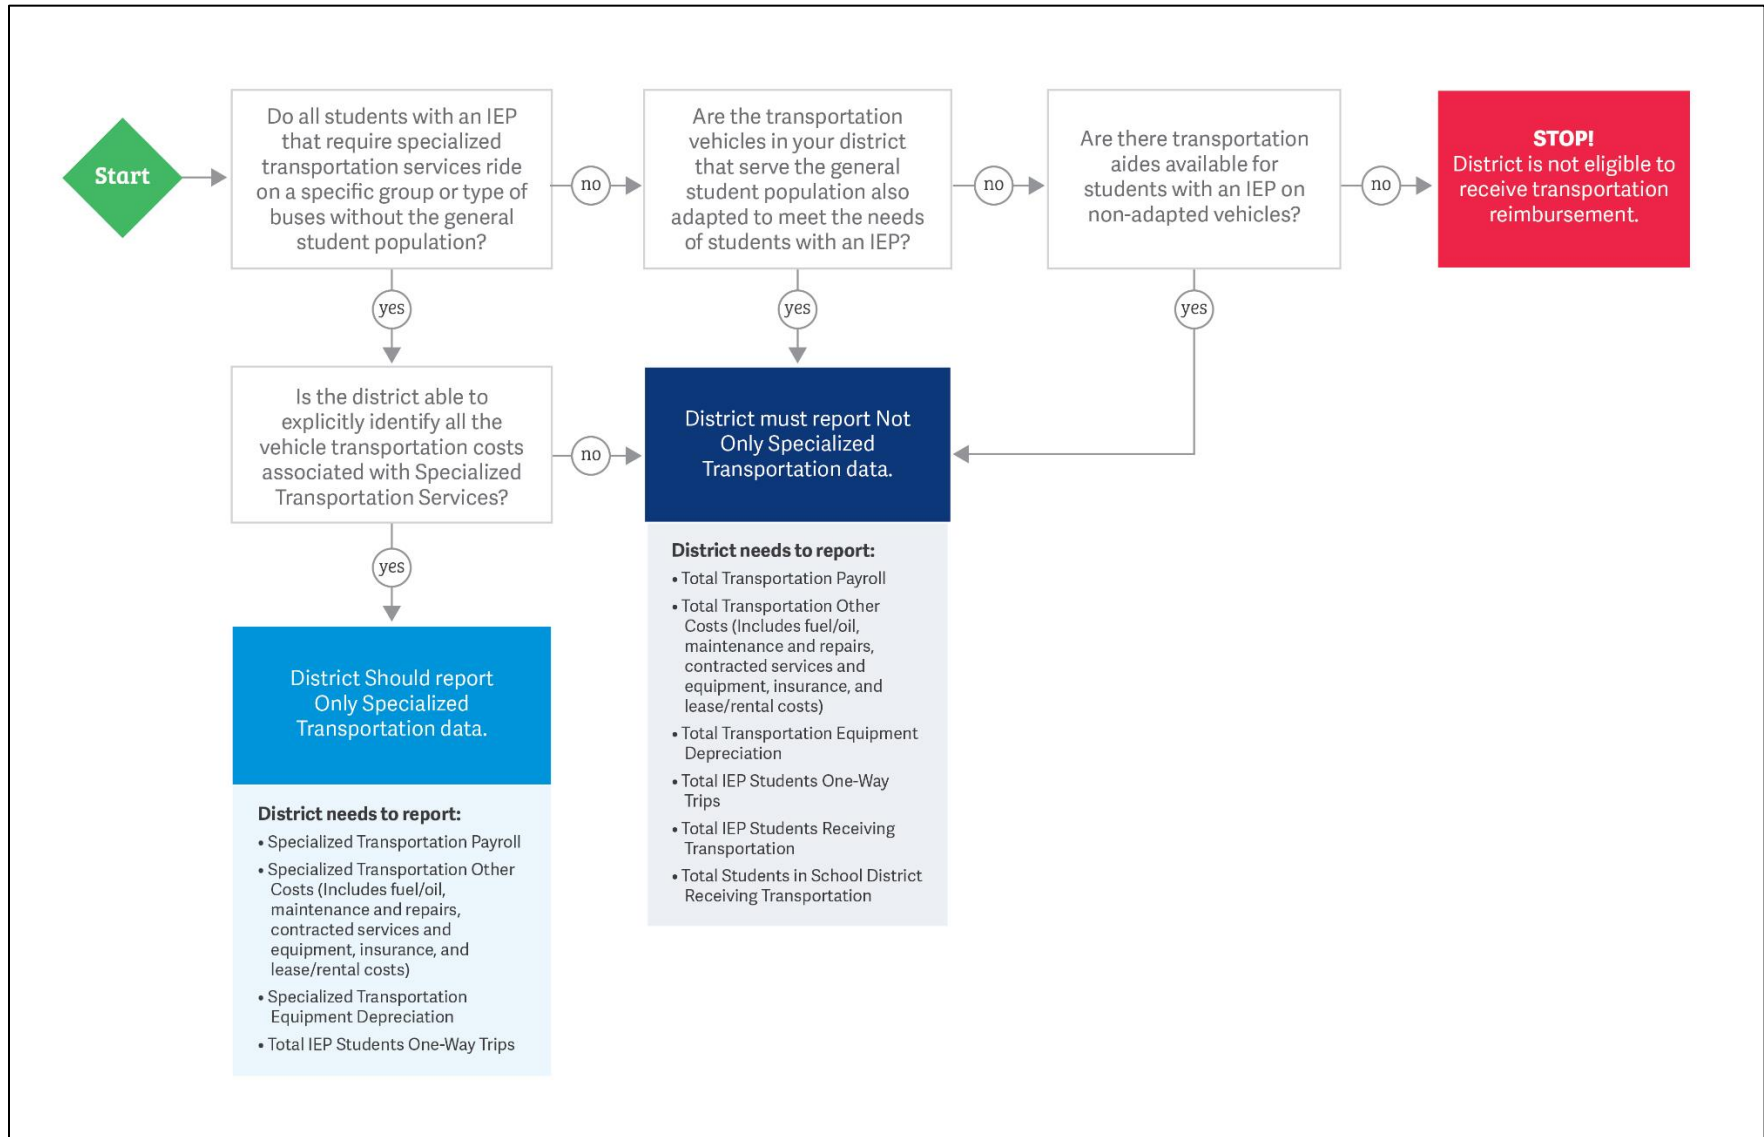 Start
Do all students with an IEP
that require specialized
transportation services ride
on a specific group or type of
buses without the general
student population?
no
Are the transportation
vehicles in your district
that serve the general
student population also
adapted to meet the needs
of students with an IEP?
no
Are there transportation
aides available for
students with an IEP on
non-adapted vehicles?
no
STOP!
District is not eligible to
receive transportation
reimbursement.
yes
yes
yes
Is the district able to
explicitly identify all the
vehicle transportation costs
associated with Specialized
Transportation Services?
no
District must report Not
Only Specialized
Transportation data.
District needs to report:
• Total Transportation Payroll
• Total Transportation Other
Costs (Includes fuel/oil,
maintenance and repairs,
contracted services and
equipment, insurance, and
lease/rental costs)
• Total Transportation Equipment
Depreciation
• Total IEP Students One-Way
Trips
• Total IEP Students Receiving
Transportation
• Total Students in School District
Receiving Transportation
yes
District Should report
Only Specialized
Transportation data.
District needs to report:
• Specialized Transportation Payroll
• Specialized Transportation Other
Costs (Includes fuel/oil,
maintenance and repairs,
contracted services and
equipment, insurance, and
lease/rental costs)
• Specialized Transportation
Equipment Depreciation
• Total IEP Students One-Way Trips